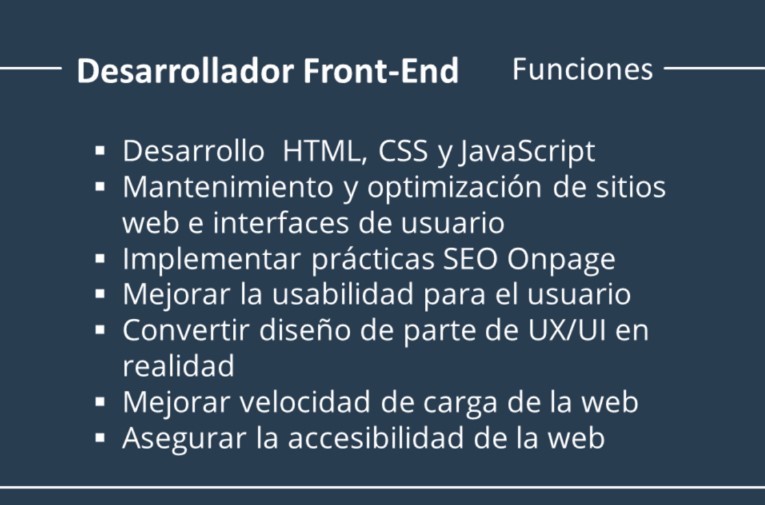 Desarrollador Front-End Funciones
▪ Desarrollo HTML, CSS y JavaScript
▪ Mantenimiento y optimización de sitios
web e interfaces de usuario
▪ Implementar prácticas SEO Onpage
▪ Mejorar la usabilidad para el usuario
▪ Convertir diseño de parte de UX/UI en
realidad
▪ Mejorar velocidad de carga de la web
▪ Asegurar la accesibilidad de la web